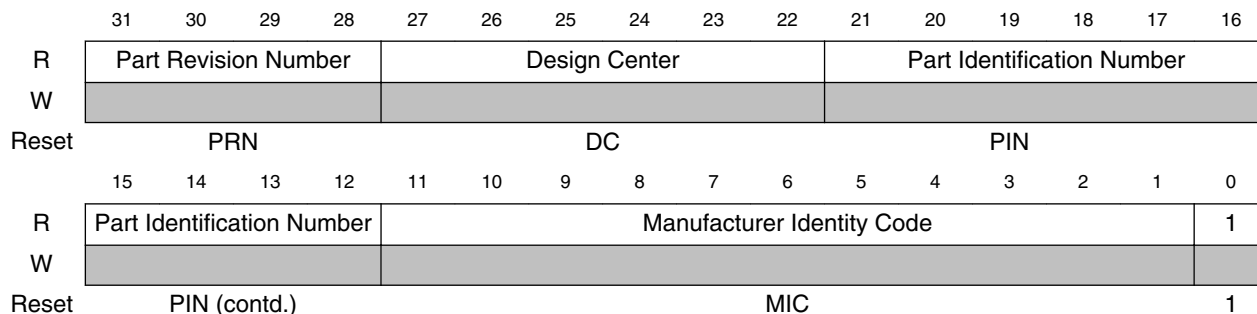 31 30 29 28 27 26 25 24 23 22 21 20 19 18 17 16
R Part Revision Number Design Center Part Identification Number
W
Reset PRN DC PIN
15 14 13 12 11 10 9 8 7 6 5 4 3 2 1 0
R Part Identification Number Manufacturer Identity Code 1
W
Reset PIN (contd.) MIC 1